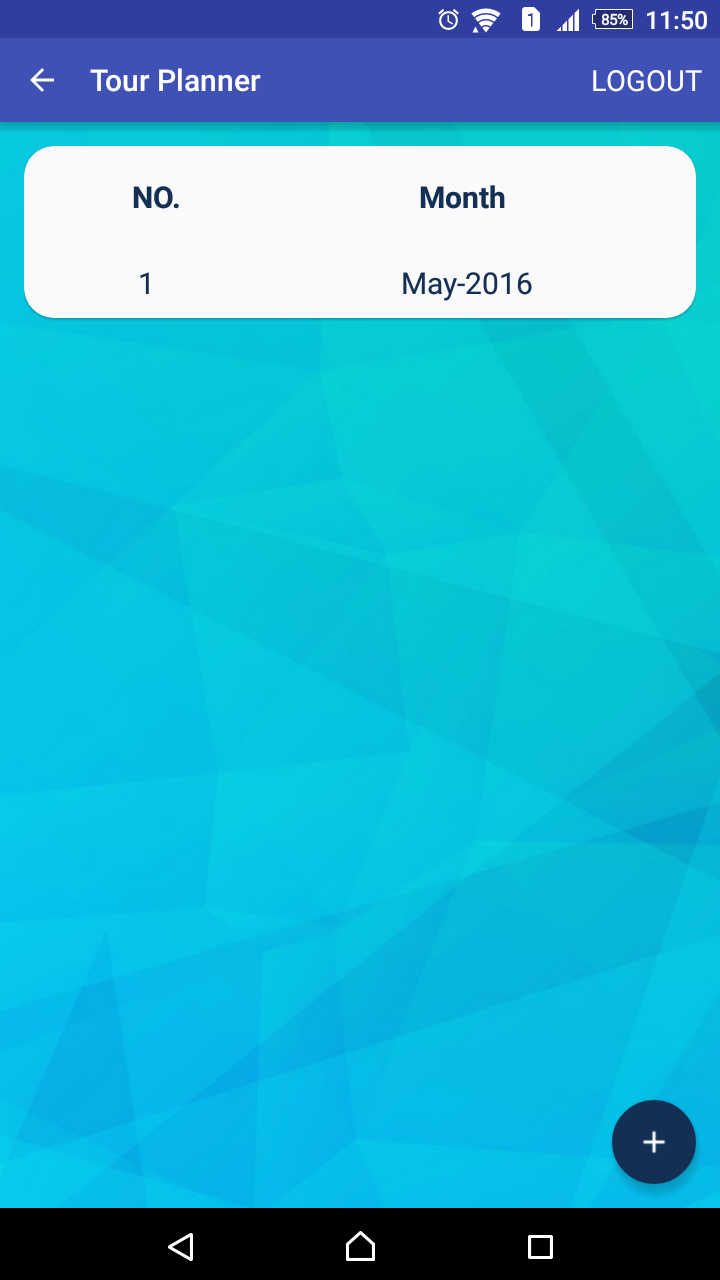 1 85% 11:50
Tour Planner LOGOUT
NO. Month
1 May-2016